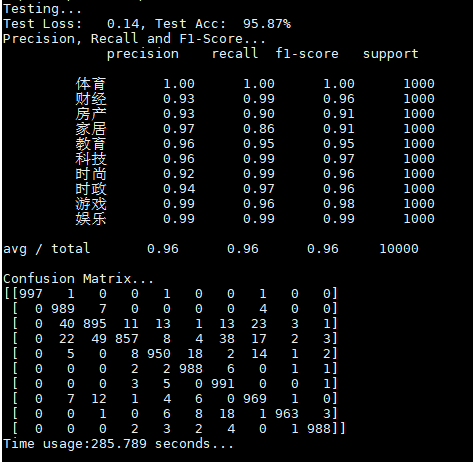 Testing...
Test Loss:   0.14, Test Acc:  95.87%
Precision, Recall and F1-Score...
             precision    recall  f1-score   support

         体育       1.00      1.00      1.00      1000
         财经       0.93      0.99      0.96      1000
         房产       0.93      0.90      0.91      1000
         家居       0.97      0.86      0.91      1000
         教育       0.96      0.95      0.95      1000
         科技       0.96      0.99      0.97      1000
         时尚       0.92      0.99      0.96      1000
         时政       0.94      0.97      0.96      1000
         游戏       0.99      0.96      0.98      1000
         娱乐       0.99      0.99      0.99      1000

avg / total       0.96      0.96      0.96     10000

Confusion Matrix...
[[997   1   0   0   1   0   0   1   0   0]
 [  0 989   7   0   0   0   0   4   0   0]
 [  0  40 895  11  13   1  13  23   3   1]
 [  0  22  49 857   8   4  38  17   2   3]
 [  0   5   0   8 950  18   2  14   1   2]
 [  0   0   0   2   2 988   6   0   1   1]
 [  0   0   0   3   5   0 991   0   0   1]
 [  0   7  12   1   4   6   0 969   1   0]
 [  0   0   1   0   6   8  18   1 963   3]
 [  0   0   0   2   3   2   4   0   1 988]]
Time usage:285.789 seconds...